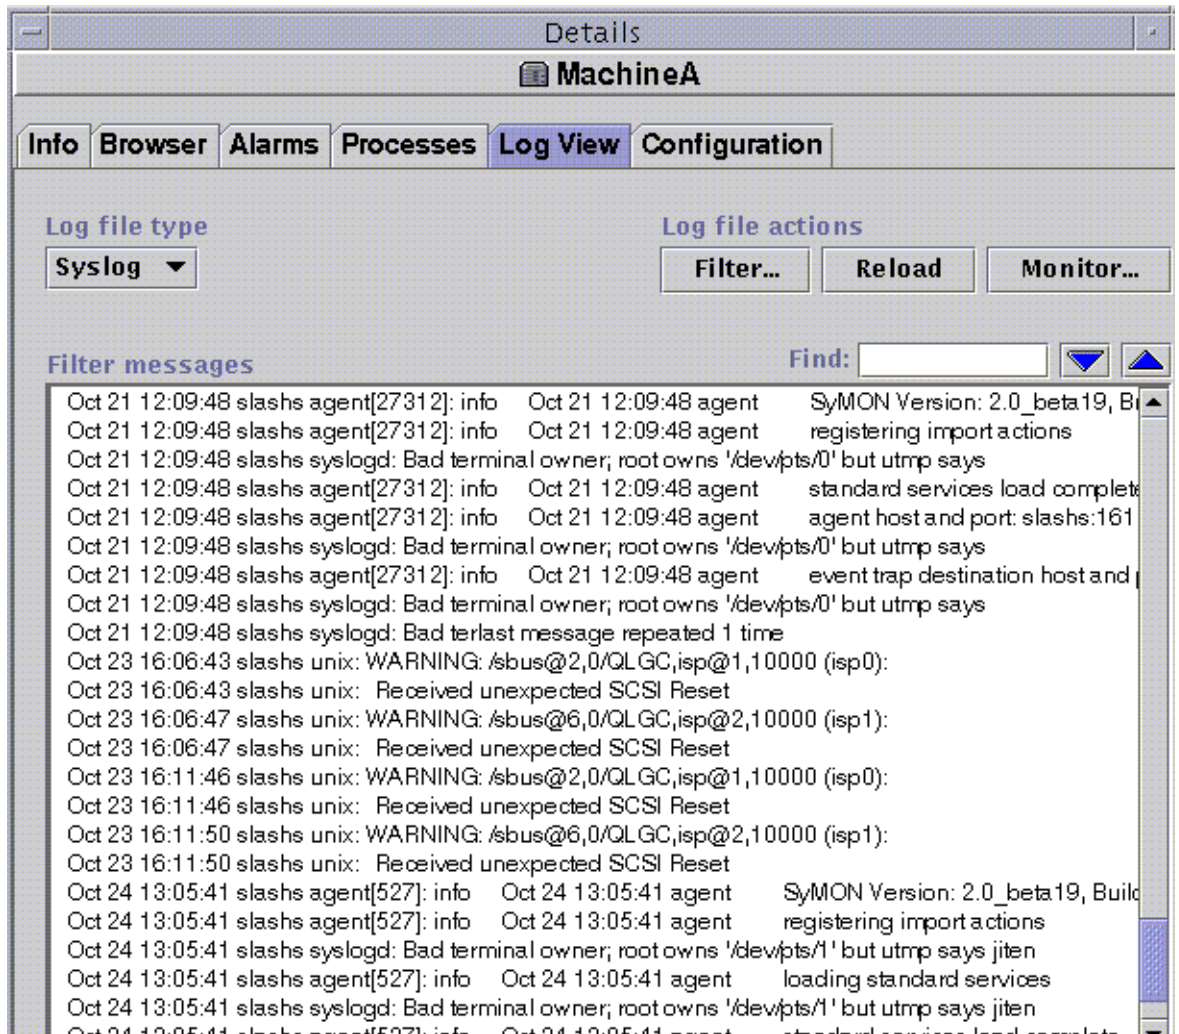 Details
MachineA
Info Browser Alarms Processes Log View Configuration
Log file type
Log file actions
Syslog
Filter... Reload Monitor...
Filter messages
Find:
Oct 21 12:09:48 slashs agent[27312]: info Oct 21 12:09:48 agent SyMON Version: 2.0_beta19, B
Oct 21 12:09:48 slashs agent[27312]: info Oct 21 12:09:48 agent registering import actions
Oct 21 12:09:48 slashs syslogd: Bad terminal owner; root owns '/dev/pts/0' but utmp says
Oct 21 12:09:48 slashs agent[27312]: info Oct 21 12:09:48 agent standard services load complete
Oct 21 12:09:48 slashs agent[27312]: info Oct 21 12:09:48 agent agent host and port: slashs:161
Oct 21 12:09:48 slashs syslogd: Bad terminal owner; root owns '/dev/pts/0' but utmp says
Oct 21 12:09:48 slashs agent[27312]: info Oct 21 12:09:48 agent event trap destination host and
Oct 21 12:09:48 slashs syslogd: Bad terminal owner; root owns '/dev/pts/0' but utmp says
Oct 21 12:09:48 slashs syslogd: Bad terlast message repeated 1 time
Oct 23 16:06:43 slashs unix: WARNING: /sbus@2,0/QLGC,isp@1,10000 (isp0):
Oct 23 16:06:43 slashs unix: Received unexpected SCSI Reset
Oct 23 16:06:47 slashs unix: WARNING: /sbus@6,0/QLGC,isp@2,10000 (isp1):
Oct 23 16:06:47 slashs unix: Received unexpected SCSI Reset
Oct 23 16:11:46 slashs unix: WARNING: /sbus@2,0/QLGC,isp@1,10000 (isp0):
Oct 23 16:11:46 slashs unix: Received unexpected SCSI Reset
Oct 23 16:11:50 slashs unix: WARNING: /sbus@6,0/QLGC,isp@2,10000 (isp1):
Oct 23 16:11:50 slashs unix: Received unexpected SCSI Reset
Oct 24 13:05:41 slashs agent[527]: info Oct 24 13:05:41 agent SyMON Version: 2.0_beta19, Build
Oct 24 13:05:41 slashs agent[527]: info Oct 24 13:05:41 agent registering import actions
Oct 24 13:05:41 slashs syslogd: Bad terminal owner; root owns '/dev/pts/1' but utmp says jiten
Oct 24 13:05:41 slashs agent[527]: info Oct 24 13:05:41 agent loading standard services
Oct 24 13:05:41 slashs syslogd: Bad terminal owner; root owns '/dev/pts/1' but utmp says jiten
Oct 24 13:05:41 slashs agent[527]: info Oct 24 13:05:41 agent standard services load complete